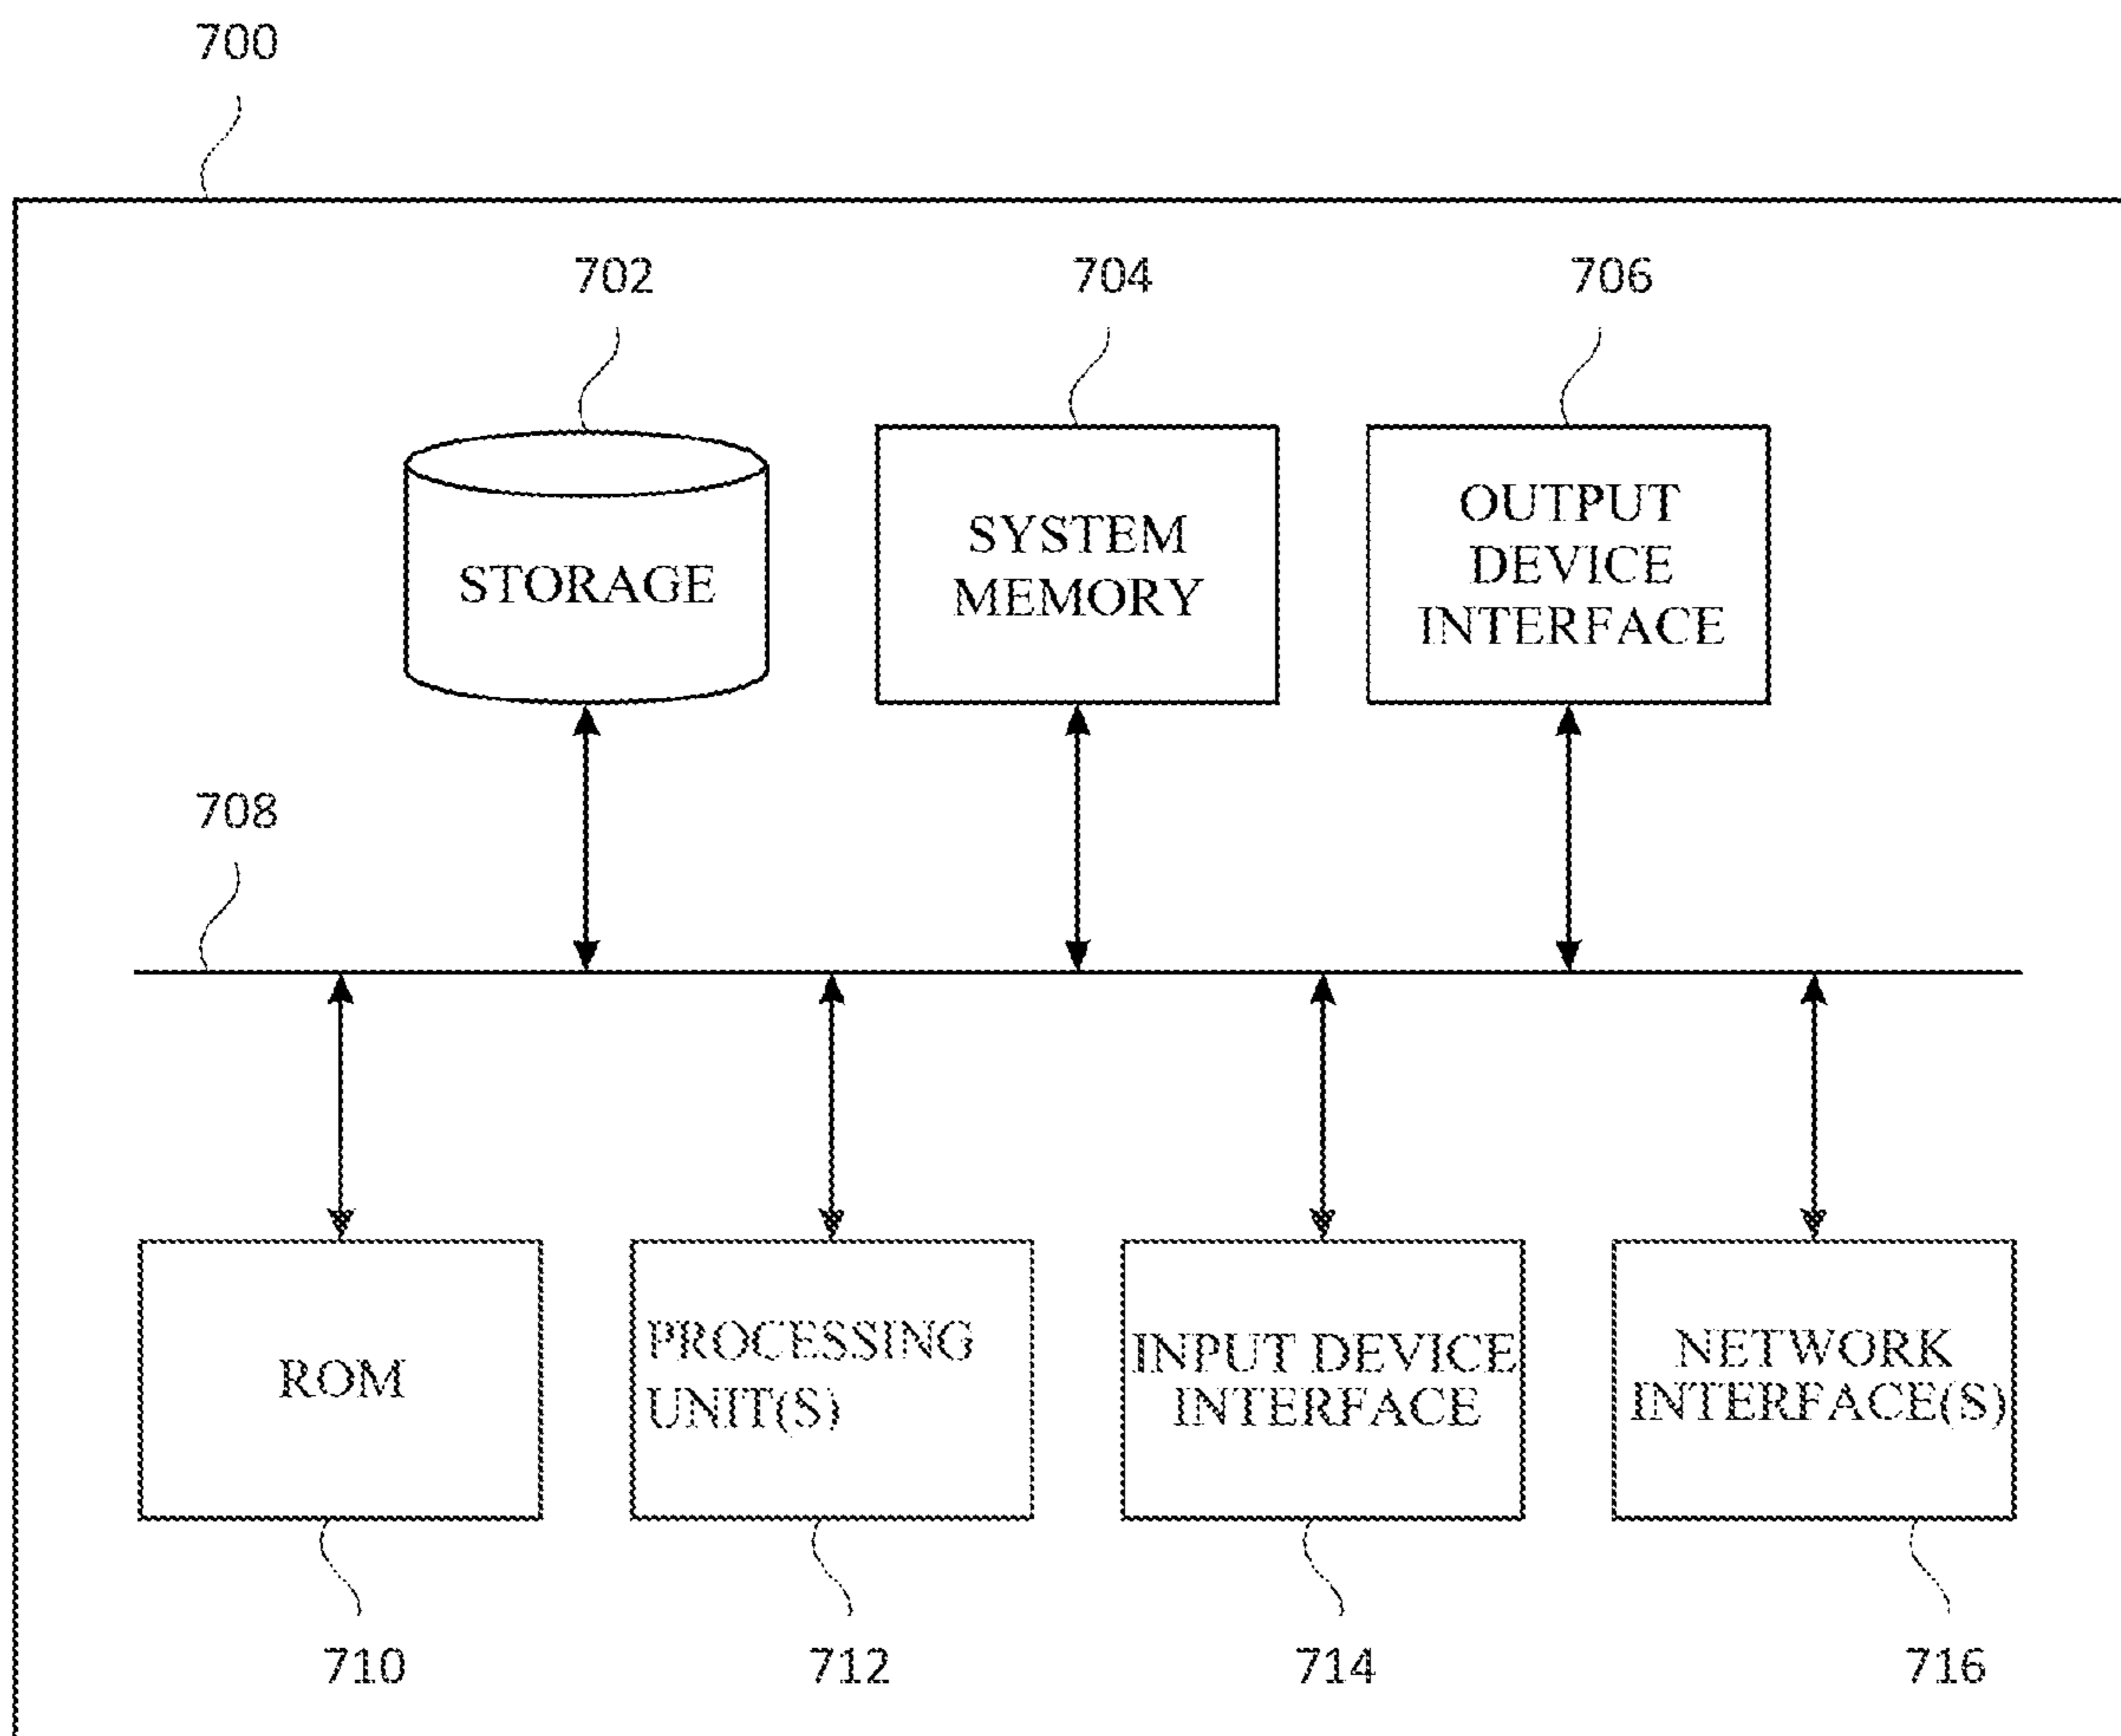 700
702
704
706
STORAGE
SYSTEM
MEMORY
OUTPUT
DEVICE
INTERFACE
708
ROM
PROCESSING
UNIT(S)
INPUT DEVICE
INTERFACE
NETWORK
INTERFACE(S)
710
712
714
716